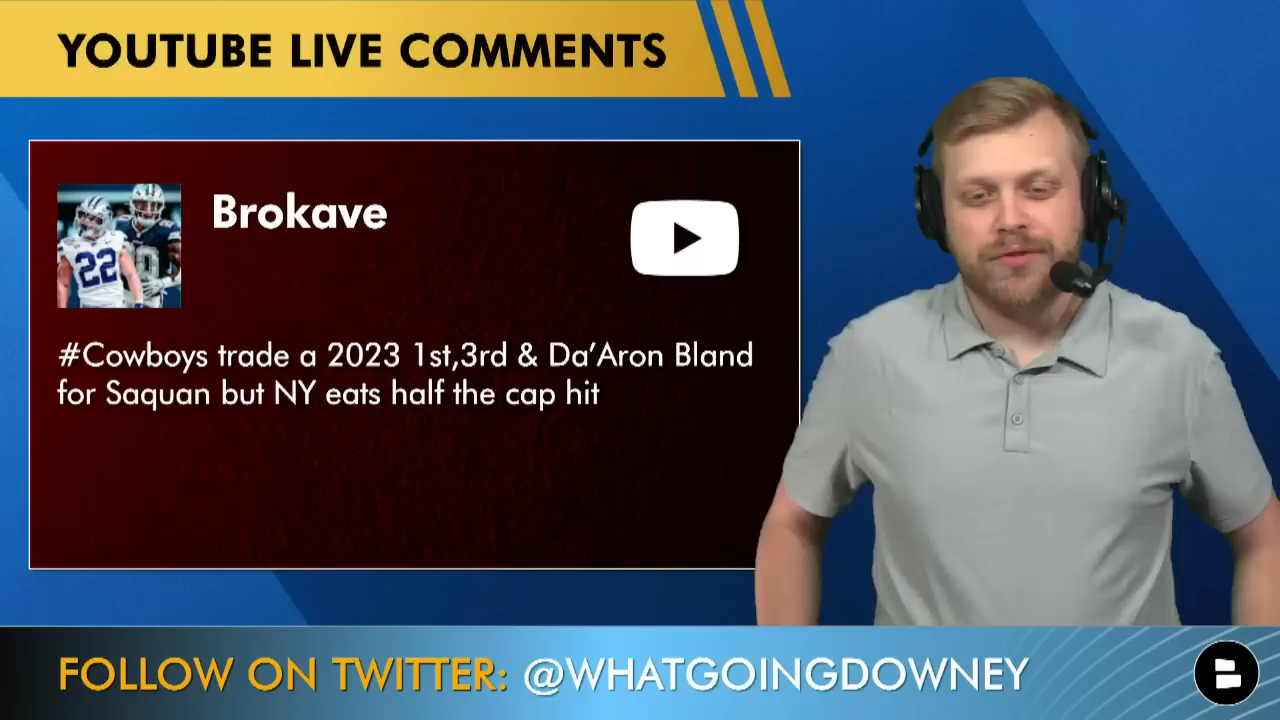 YOUTUBE LIVE COMMENTS
Brokave
22
#Cowboys trade a 2023 1st,3rd & Da’Aron Bland
for Saquan but NY eats half the cap hit
FOLLOW ON TWITTER: @WHATGOINGDOWNEY